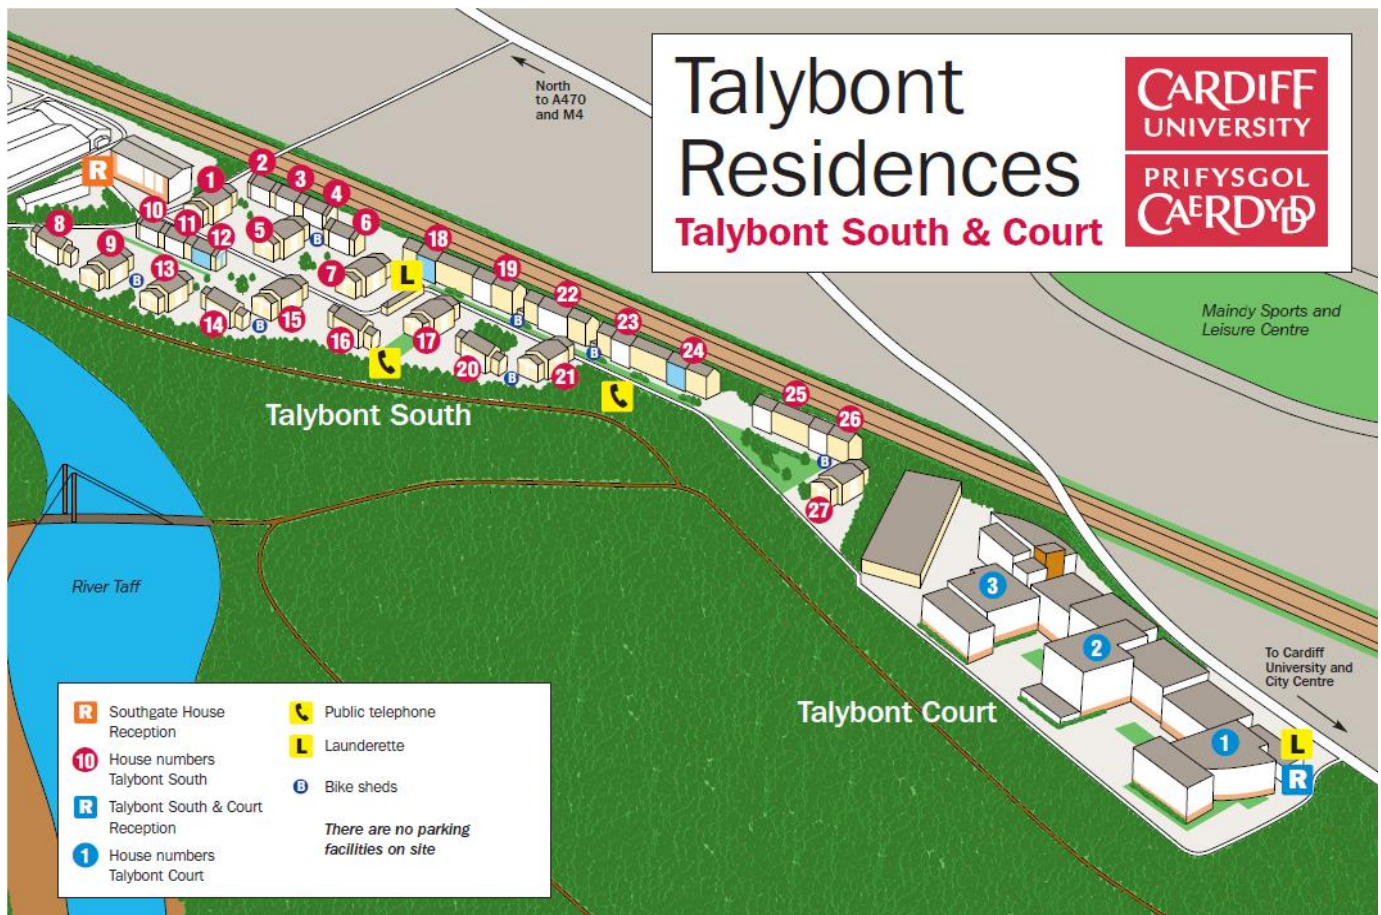 Talybont
Residences
Talybont South & Court
CARDIFF
UNIVERSITY
PRIFYSGOL
CAERDYDD
North
to A470
and M4
Maindy Sports and
Leisure Centre
R
1
2
3
4
5
6
7
8
9
10
11
12
13
14
15
16
17
18
19
20
21
22
23
24
25
26
27
L
B
B
B
B
B
B
B
Talybont South
River Taff
3
2
1
To Cardiff
University and
City Centre
Talybont Court
L
R
R Southgate House
Reception
10 House numbers
Talybont South
R Talybont South & Court
Reception
1 House numbers
Talybont Court
Public telephone
L Launderette
B Bike sheds
There are no parking
facilities on site